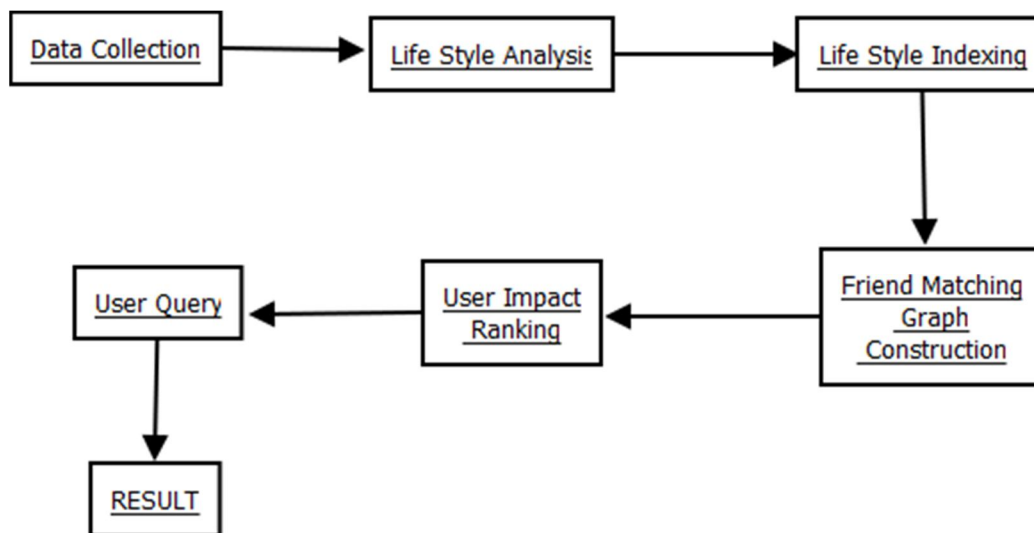 Data Collection
Life Style Analysis
Life Style Indexing
Friend Matching
Graph
Construction
User Impact
Ranking
User Query
RESULT